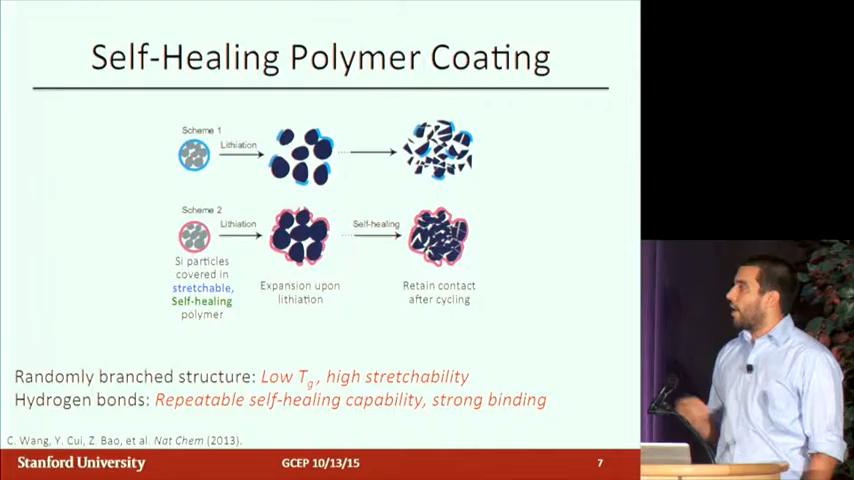 Self-Healing Polymer Coating
Scheme 1
Lithiation
Scheme 2
Lithiation
Self-healing
Si particles
covered in
stretchable,
Self-healing
polymer
Expansion upon
lithiation
Retain contact
after cycling
Randomly branched structure: Low Tg, high stretchability
Hydrogen bonds: Repeatable self-healing capability, strong binding
C. Wang, Y. Cui, Z. Bao, et al. Nat Chem (2013).
Stanford University
GCEP 10/13/15
7